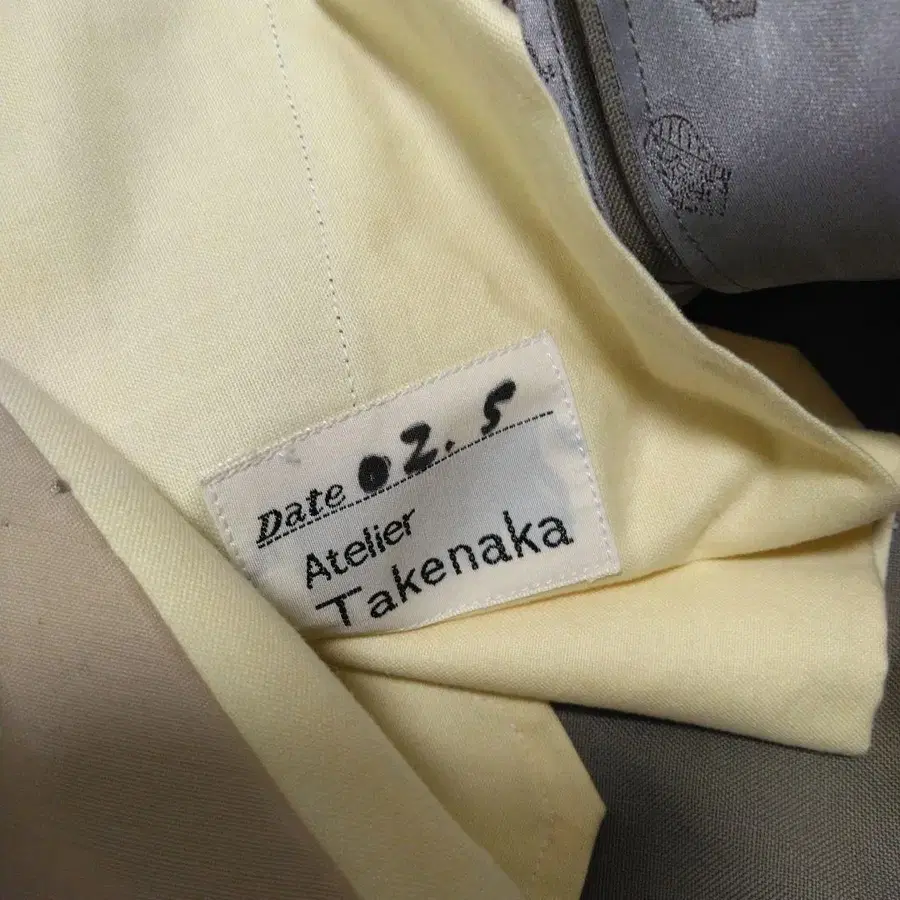 Date 02.5
Atelier
Takenaka